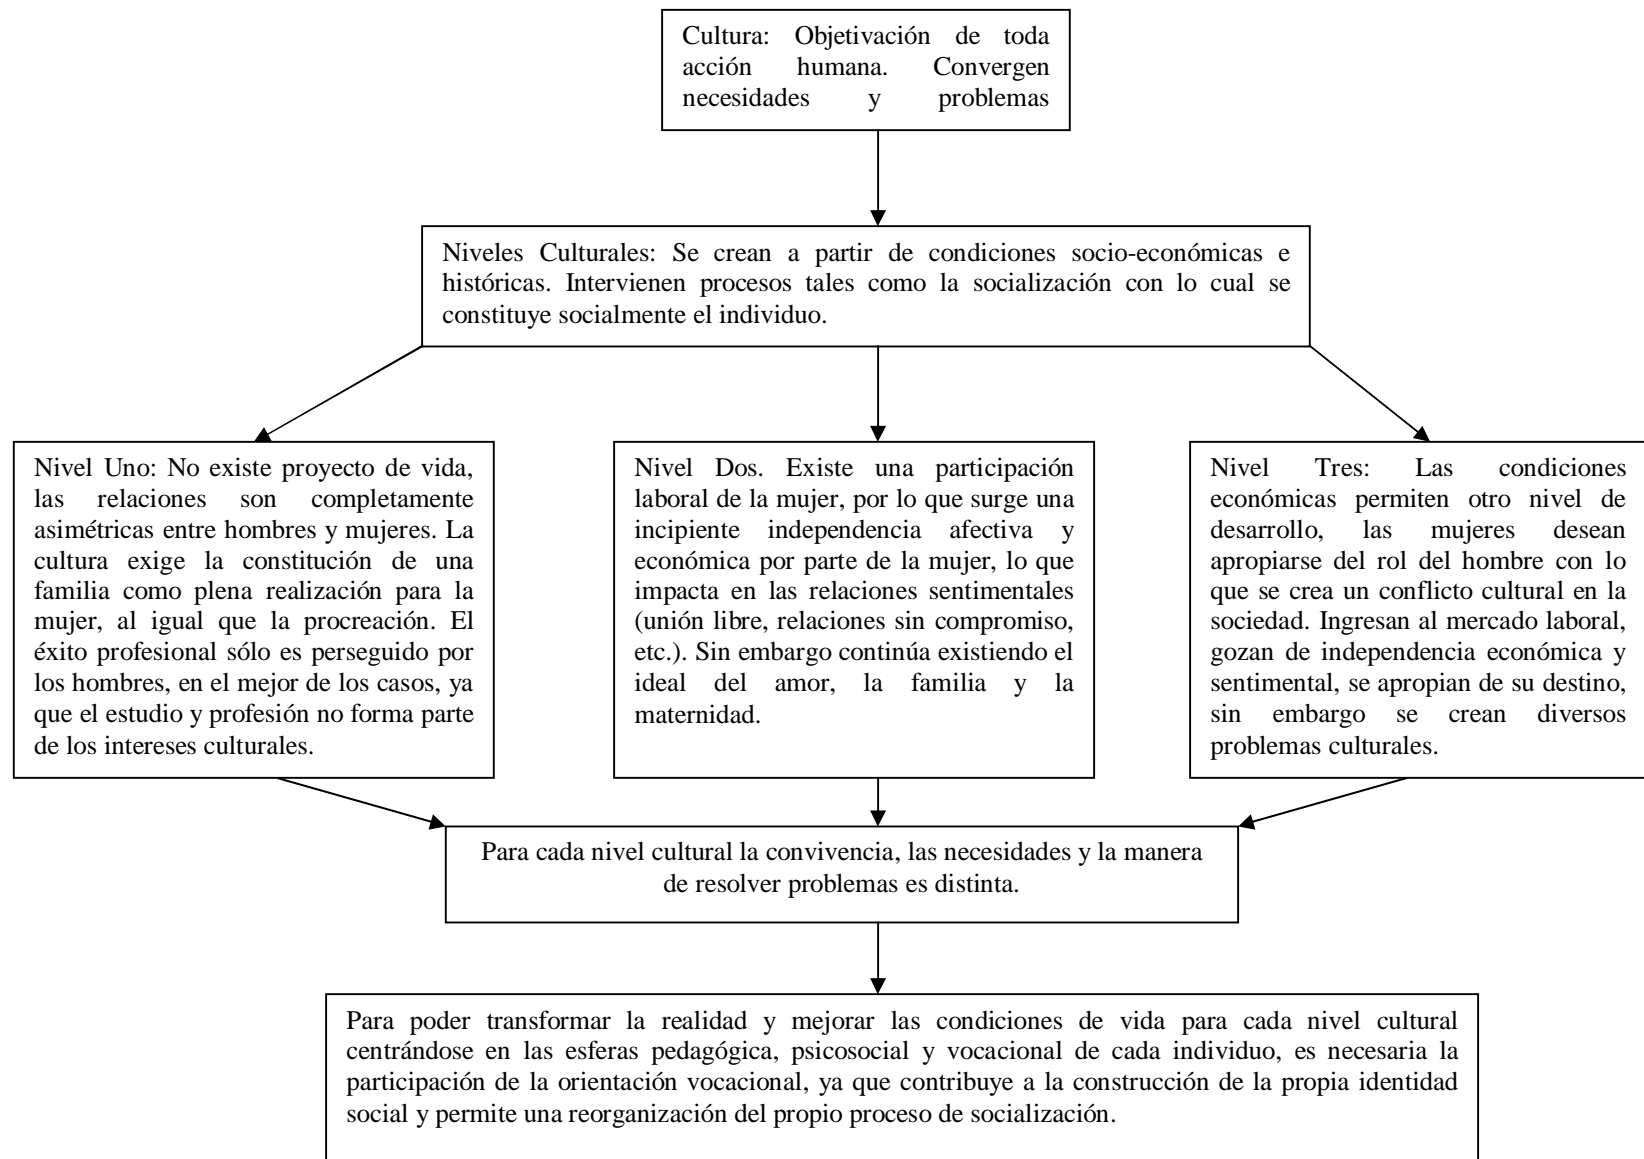 Cultura: Objetivación de toda
acción humana. Convergen
necesidades y problemas
Niveles Culturales: Se crean a partir de condiciones socio-económicas e
históricas. Intervienen procesos tales como la socialización con lo cual se
constituye socialmente el individuo.
Nivel Uno: No existe proyecto de vida,
las relaciones son completamente
asimétricas entre hombres y mujeres. La
cultura exige la constitución de una
familia como plena realización para la
mujer, al igual que la procreación. El
éxito profesional sólo es perseguido por
los hombres, en el mejor de los casos, ya
que el estudio y profesión no forma parte
de los intereses culturales.
Nivel Dos. Existe una participación
laboral de la mujer, por lo que surge una
incipiente independencia afectiva y
económica por parte de la mujer, lo que
impacta en las relaciones sentimentales
(unión libre, relaciones sin compromiso,
etc.). Sin embargo continúa existiendo el
ideal del amor, la familia y la
maternidad.
Nivel Tres: Las condiciones
económicas permiten otro nivel de
desarrollo, las mujeres desean
apropiarse del rol del hombre con lo
que se crea un conflicto cultural en la
sociedad. Ingresan al mercado laboral,
gozan de independencia económica y
sentimental, se apropian de su destino,
sin embargo se crean diversos
problemas culturales.
Para cada nivel cultural la convivencia, las necesidades y la manera
de resolver problemas es distinta.
Para poder transformar la realidad y mejorar las condiciones de vida para cada nivel cultural
centrándose en las esferas pedagógica, psicosocial y vocacional de cada individuo, es necesaria la
participación de la orientación vocacional, ya que contribuye a la construcción de la propia identidad
social y permite una reorganización del propio proceso de socialización.